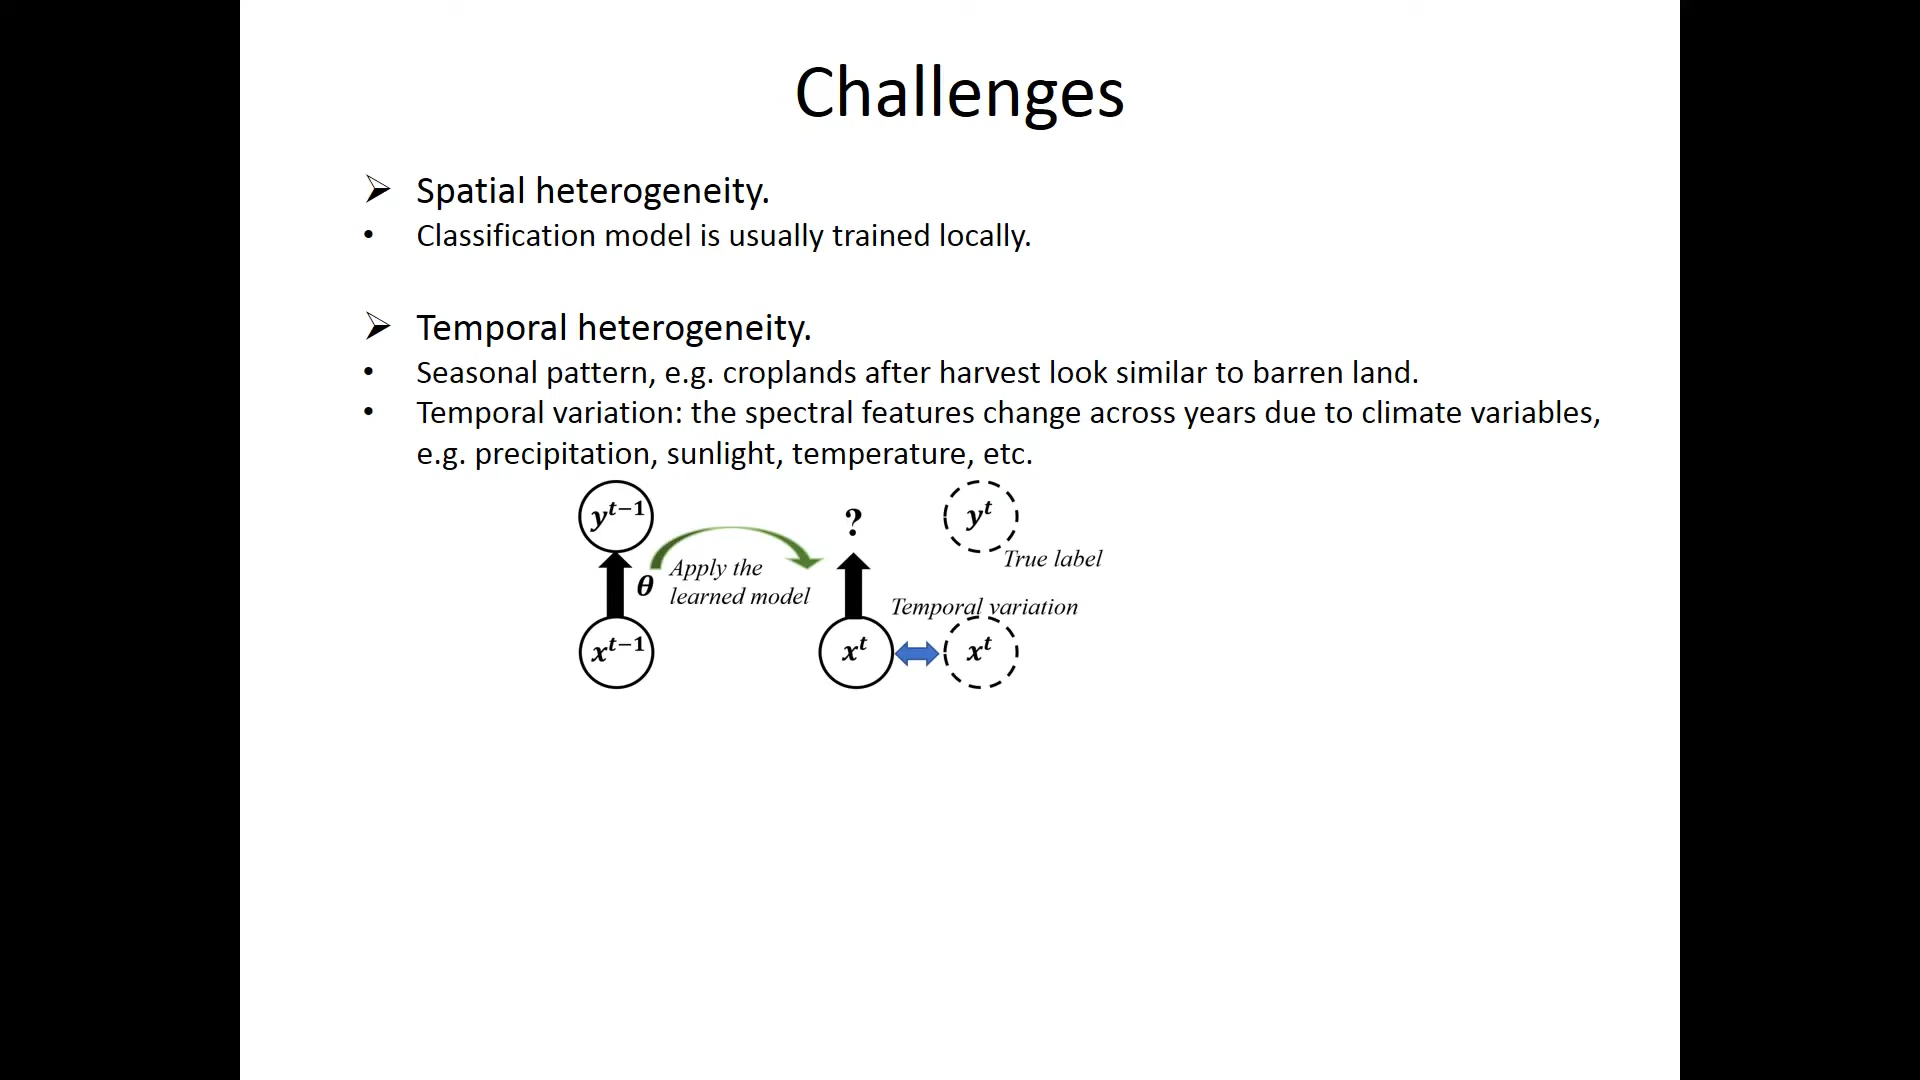 Challenges
➢ Spatial heterogeneity.
• Classification model is usually trained locally.
➢ Temporal heterogeneity.
• Seasonal pattern, e.g. croplands after harvest look similar to barren land.
• Temporal variation: the spectral features change across years due to climate variables,
e.g. precipitation, sunlight, temperature, etc.
y^{t−1}
?
y^t
True label
θ
Apply the
learned model
Temporal variation
x^{t−1}
x^t
x^t